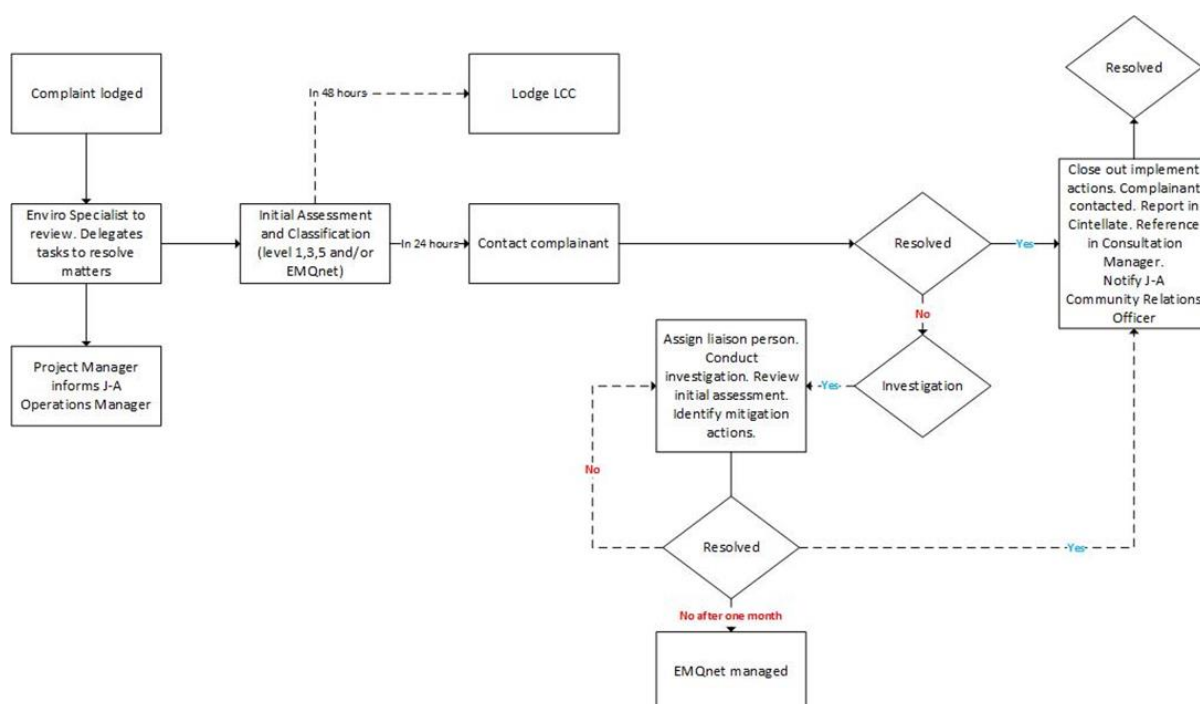 Complaint lodged
In 48 hours
Lodge LCC
Resolved
Enviro Specialist to
review. Delegates
tasks to resolve
matters
Initial Assessment
and Classification
(level 1,3,5 and/or
EMQnet)
In 24 hours
Contact complainant
Resolved
Yes
Close out implement
actions. Complainant
contacted. Report in
Cintellate. Reference
in Consultation
Manager.
Notify J-A
Community Relations
Officer
No
Project Manager
informs J-A
Operations Manager
Assign liaison person.
Conduct
investigation. Review
initial assessment.
Identify mitigation
actions.
Yes
Investigation
No
Resolved
Yes
No after one month
EMQnet managed